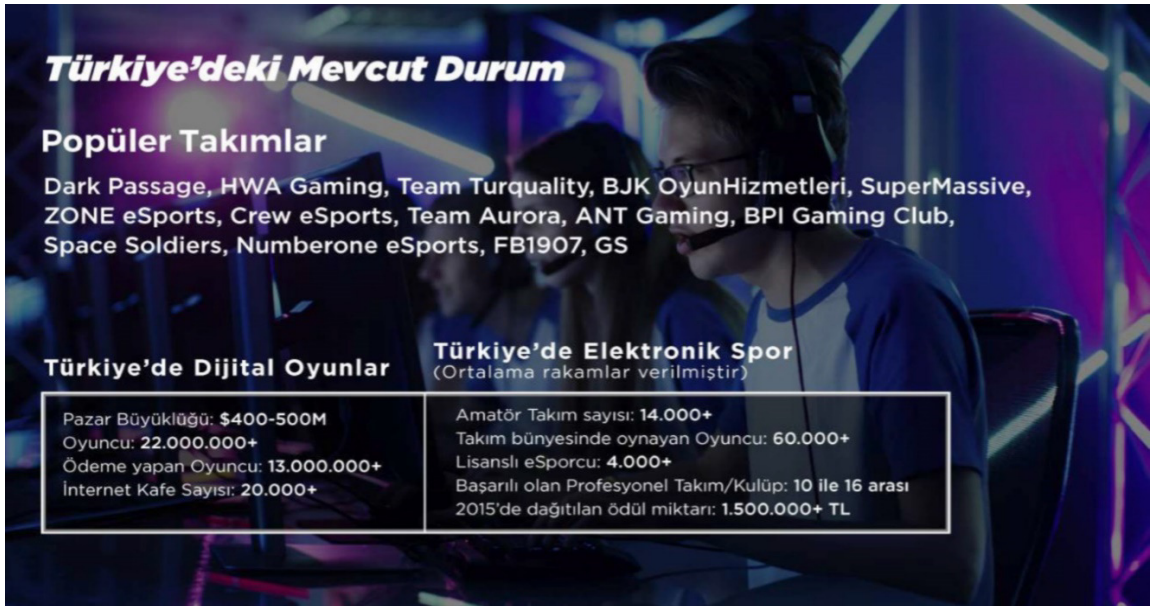 Türkiye'deki Mevcut Durum
Popüler Takımlar
Dark Passage, HWA Gaming, Team Turquality, BJK OyunHizmetleri, SuperMassive,
ZONE eSports, Crew eSports, Team Aurora, ANT Gaming, BPI Gaming Club,
Space Soldiers, Numberone eSports, FB1907, GS
Türkiye'de Dijital Oyunlar
Pazar Büyüklüğü: $400-500M
Oyuncu: 22.000.000+
Ödeme yapan Oyuncu: 13.000.000+
İnternet Kafe Sayısı: 20.000+
Türkiye'de Elektronik Spor
(Ortalama rakamlar verilmiştir)
Amatör Takım sayısı: 14.000+
Takım bünyesinde oynayan Oyuncu: 60.000+
Lisanslı eSporcu: 4.000+
Başarılı olan Profesyonel Takım/Kulüp: 10 ile 16 arası
2015'de dağıtılan ödül miktarı: 1.500.000+ TL